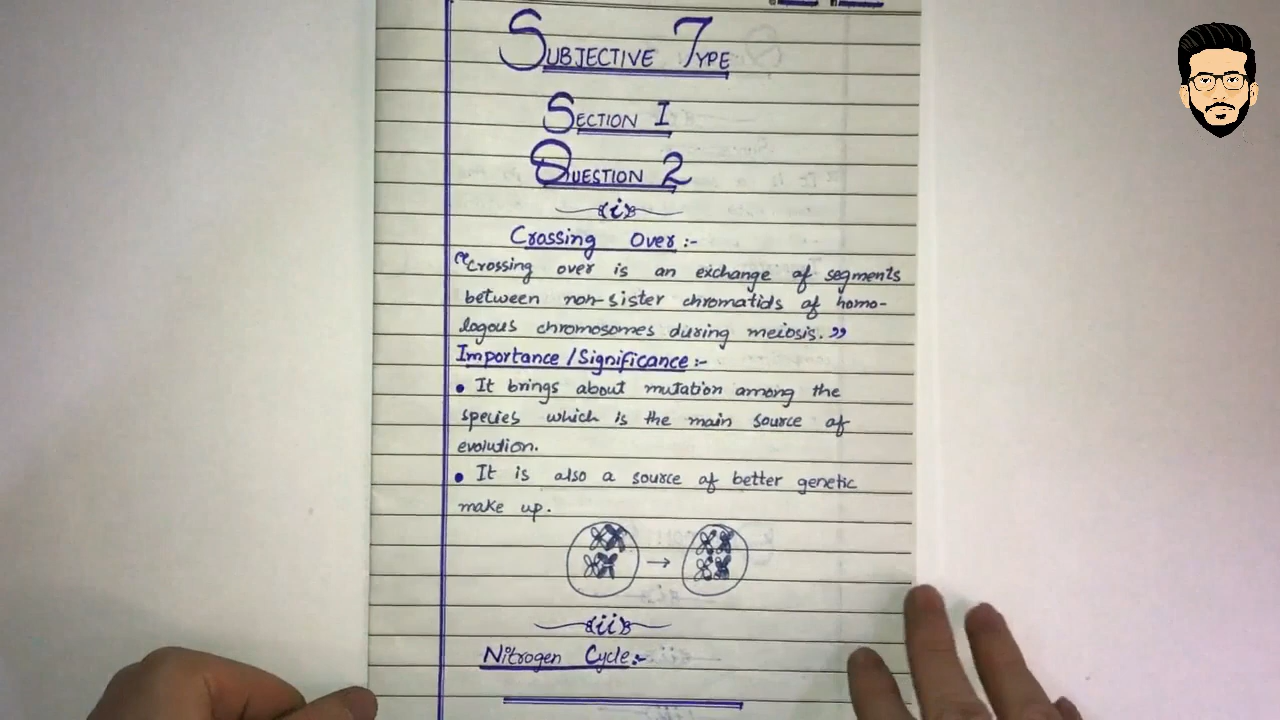 SUBJECTIVE TYPE
SECTION I
QUESTION 2
i
Crossing Over:-
"Crossing over is an exchange of segments
between non-sister chromatids of homo-
logous chromosomes during meiosis."
Importance/Significance:-
• It brings about mutation among the
species which is the main source of
evolution.
• It is also a source of better genetic
make up.
ii
Nitrogen Cycle:-